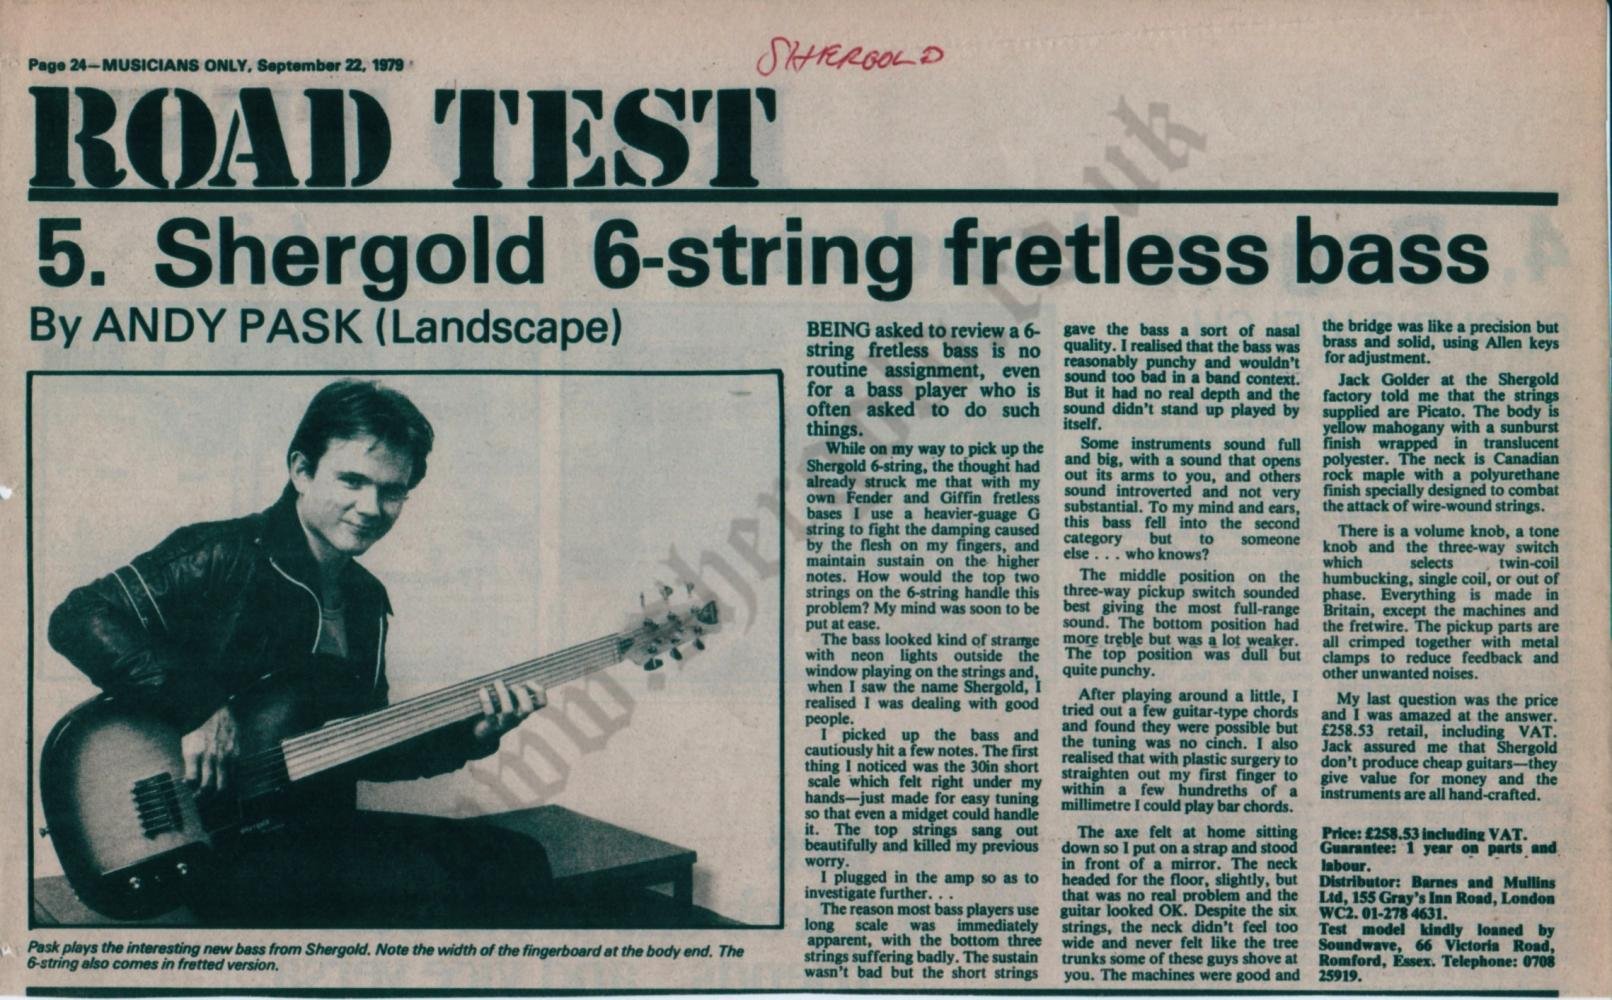 SHERGOLD
Page 24—MUSICIANS ONLY, September 22, 1979
ROAD TEST
5. Shergold 6-string fretless bass
By ANDY PASK (Landscape)
Pask plays the interesting new bass from Shergold. Note the width of the fingerboard at the body end. The
6-string also comes in fretted version.
BEING asked to review a 6-
string fretless bass is no
routine assignment, even
for a bass player who is
often asked to do such
things.
While on my way to pick up the
Shergold 6-string, the thought had
already struck me that with my
own Fender and Giffin fretless
bases I use a heavier-guage G
string to fight the damping caused
by the flesh on my fingers, and
maintain sustain on the higher
notes. How would the top two
strings on the 6-string handle this
problem? My mind was soon to be
put at ease.
The bass looked kind of strange
with neon lights outside the
window playing on the strings and,
when I saw the name Shergold, I
realised I was dealing with good
people.
I picked up the bass and
cautiously hit a few notes. The first
thing I noticed was the 30in short
scale which felt right under my
hands—just made for easy tuning
so that even a midget could handle
it. The top strings sang out
beautifully and killed my previous
worry.
I plugged in the amp so as to
investigate further. . .
The reason most bass players use
long scale was immediately
apparent, with the bottom three
strings suffering badly. The sustain
wasn't bad but the short strings
gave the bass a sort of nasal
quality. I realised that the bass was
reasonably punchy and wouldn't
sound too bad in a band context.
But it had no real depth and the
sound didn't stand up played by
itself.
Some instruments sound full
and big, with a sound that opens
out its arms to you, and others
sound introverted and not very
substantial. To my mind and ears,
this bass fell into the second
category but to someone
else . . . who knows?
The middle position on the
three-way pickup switch sounded
best giving the most full-range
sound. The bottom position had
more treble but was a lot weaker.
The top position was dull but
quite punchy.
After playing around a little, I
tried out a few guitar-type chords
and found they were possible but
the tuning was no cinch. I also
realised that with plastic surgery to
straighten out my first finger to
within a few hundreths of a
millimetre I could play bar chords.
The axe felt at home sitting
down so I put on a strap and stood
in front of a mirror. The neck
headed for the floor, slightly, but
that was no real problem and the
guitar looked OK. Despite the six
strings, the neck didn't feel too
wide and never felt like the tree
trunks some of these guys shove at
you. The machines were good and
the bridge was like a precision but
brass and solid, using Allen keys
for adjustment.
Jack Golder at the Shergold
factory told me that the strings
supplied are Picato. The body is
yellow mahogany with a sunburst
finish wrapped in translucent
polyester. The neck is Canadian
rock maple with a polyurethane
finish specially designed to combat
the attack of wire-wound strings.
There is a volume knob, a tone
knob and the three-way switch
which selects twin-coil
humbucking, single coil, or out of
phase. Everything is made in
Britain, except the machines and
the fretwire. The pickup parts are
all crimped together with metal
clamps to reduce feedback and
other unwanted noises.
My last question was the price
and I was amazed at the answer.
£258.53 retail, including VAT.
Jack assured me that Shergold
don't produce cheap guitars—they
give value for money and the
instruments are all hand-crafted.
Price: £258.53 including VAT.
Guarantee: 1 year on parts and
labour.
Distributor: Barnes and Mullins
Ltd, 155 Gray's Inn Road, London
WC2. 01-278 4631.
Test model kindly loaned by
Soundwave, 66 Victoria Road,
Romford, Essex. Telephone: 0708
25919.
www.shergold.co.uk